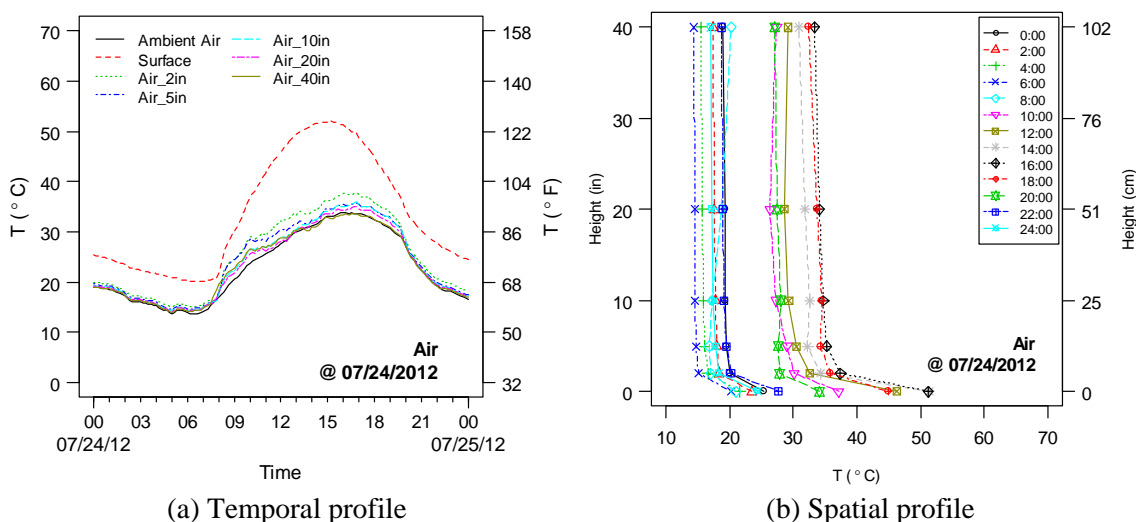 70
60
50
40
30
20
10
0
T ( ° C)
Ambient Air
Surface
Air_2in
Air_5in
Air_10in
Air_20in
Air_40in
158
140
122
104
86
68
50
32
T ( ° F)
Air
@ 07/24/2012
00 03 06 09 12 15 18 21 00
07/24/12 07/25/12
Time
(a) Temporal profile
40
30
20
10
0
Height (in)
0:00
2:00
4:00
6:00
8:00
10:00
12:00
14:00
16:00
18:00
20:00
22:00
24:00
102
76
51
25
0
Height (cm)
Air
@ 07/24/2012
10 20 30 40 50 60 70
T ( ° C)
(b) Spatial profile